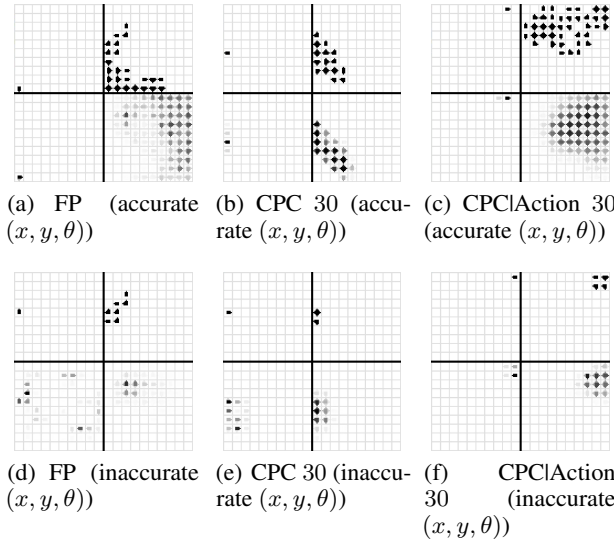 (a) FP (accurate
(x, y, θ))
(b) CPC 30 (accu-
rate (x, y, θ))
(c) CPC|Action 30
(accurate (x, y, θ))
(d) FP (inaccurate
(x, y, θ))
(e) CPC 30 (inaccu-
rate (x, y, θ))
(f) CPC|Action
30 (inaccurate
(x, y, θ))